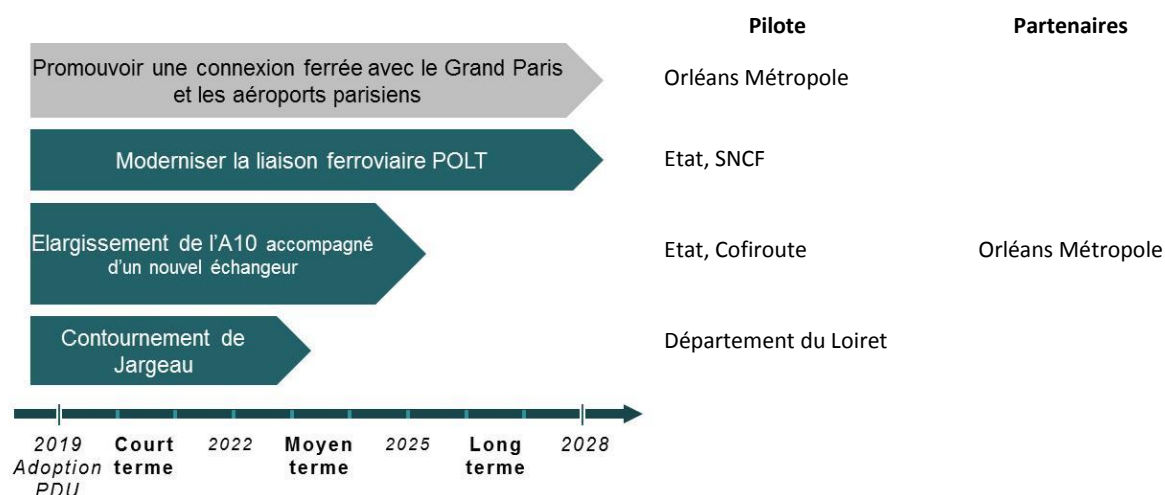 Pilote Partenaires
Promouvoir une connexion ferrée avec le Grand Paris
et les aéroports parisiens
Orléans Métropole
Moderniser la liaison ferroviaire POLT
Etat, SNCF
Elargissement de l'A10 accompagné
d'un nouvel échangeur
Etat, Cofiroute
Orléans Métropole
Contournement de
Jargeau
Département du Loiret
2019 Court 2022 Moyen 2025 Long 2028
Adoption terme terme terme
PDU